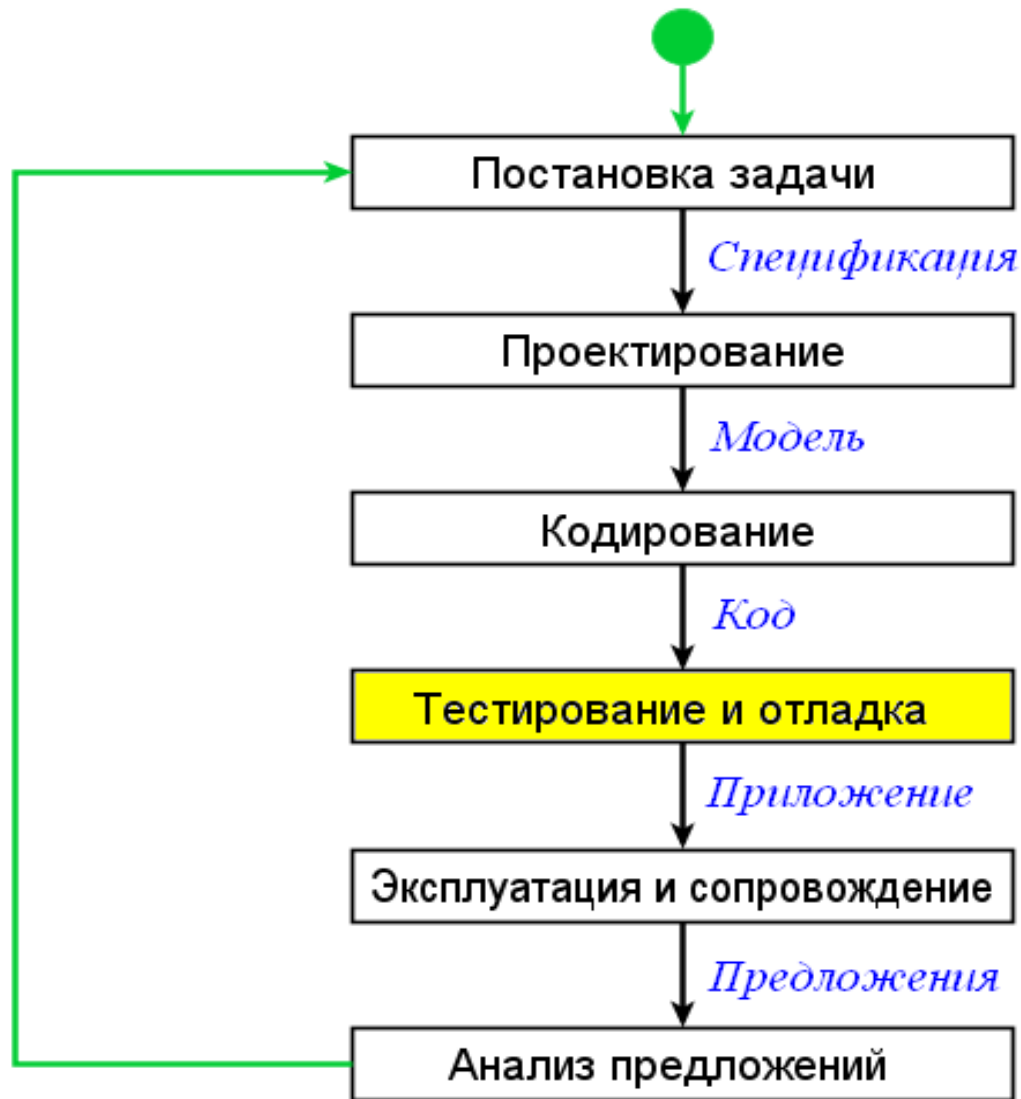 Постановка задачи
Спецификация
Проектирование
Модель
Кодирование
Код
Тестирование и отладка
Приложение
Эксплуатация и сопровождение
Предложения
Анализ предложений